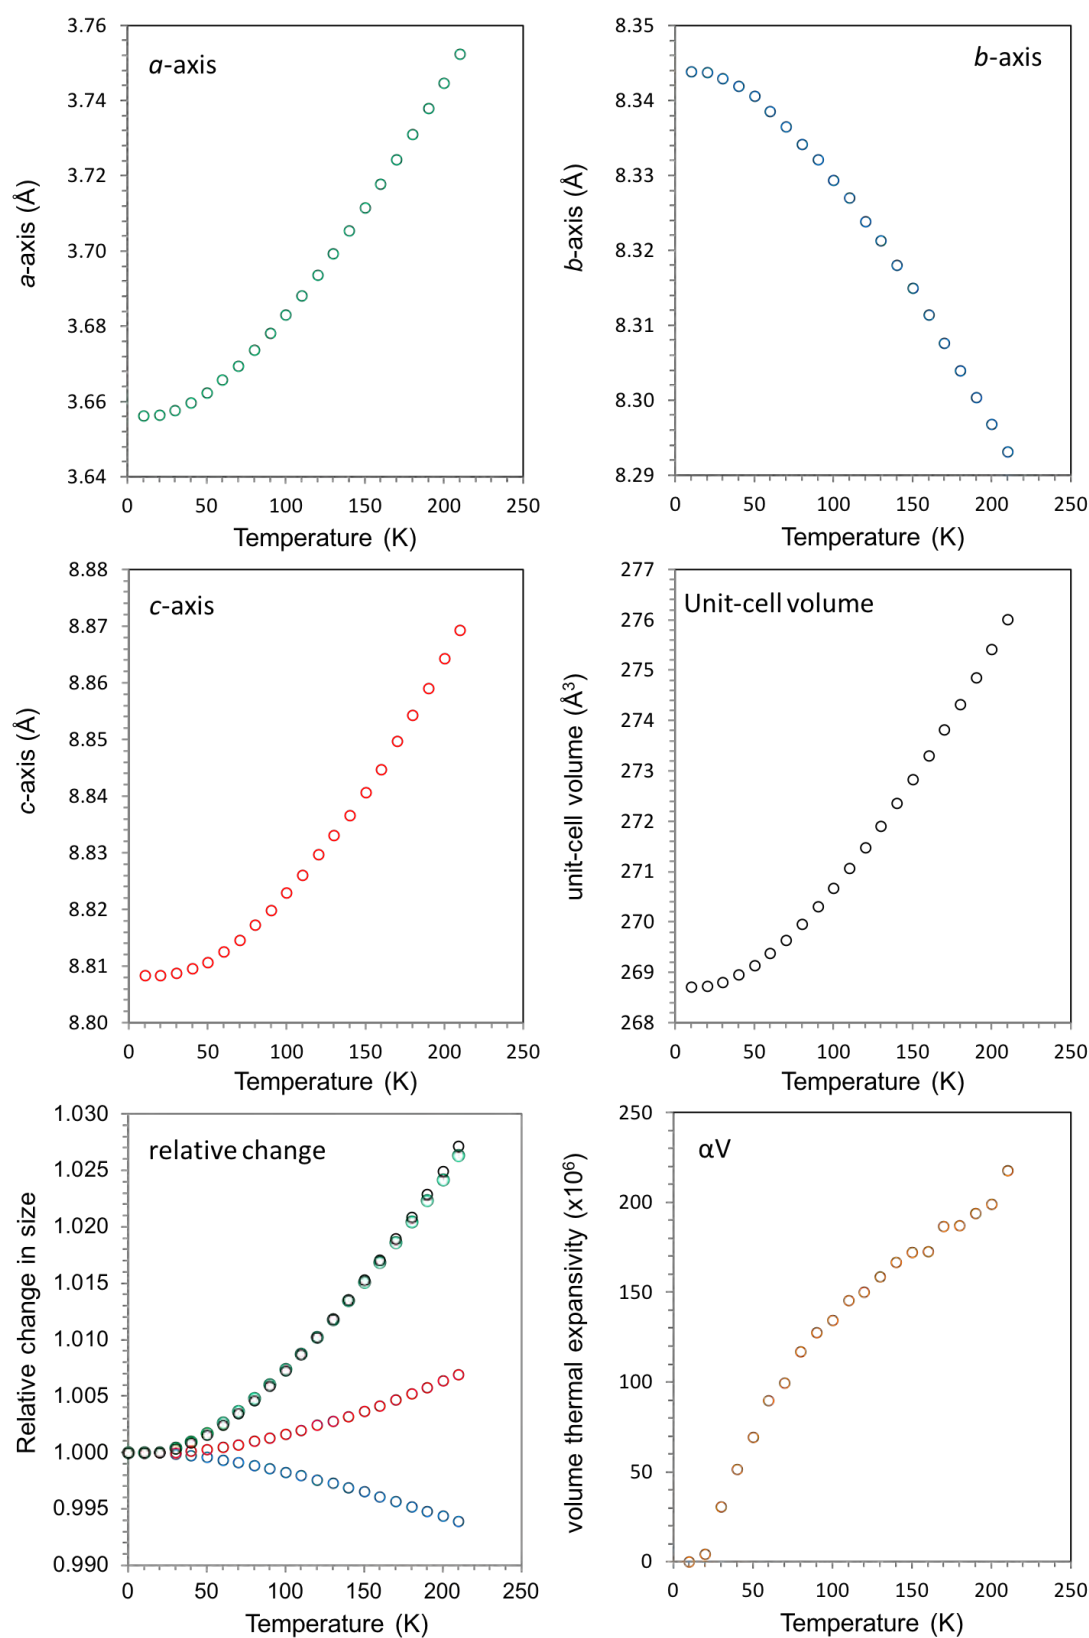 3.76
3.74
3.72
3.70
3.68
3.66
3.64
a-axis
a-axis (Å)
0 50 100 150 200 250
Temperature (K)
8.35
8.34
8.33
8.32
8.31
8.30
8.29
b-axis
b-axis (Å)
0 50 100 150 200 250
Temperature (K)
8.88
8.87
8.86
8.85
8.84
8.83
8.82
8.81
8.80
c-axis
c-axis (Å)
0 50 100 150 200 250
Temperature (K)
277
276
275
274
273
272
271
270
269
268
Unit-cell volume
unit-cell volume (Å³)
0 50 100 150 200 250
Temperature (K)
1.030
1.025
1.020
1.015
1.010
1.005
1.000
0.995
0.990
relative change
Relative change in size
0 50 100 150 200 250
Temperature (K)
250
200
150
100
50
0
αV
volume thermal expansivity (x10⁶)
0 50 100 150 200 250
Temperature (K)